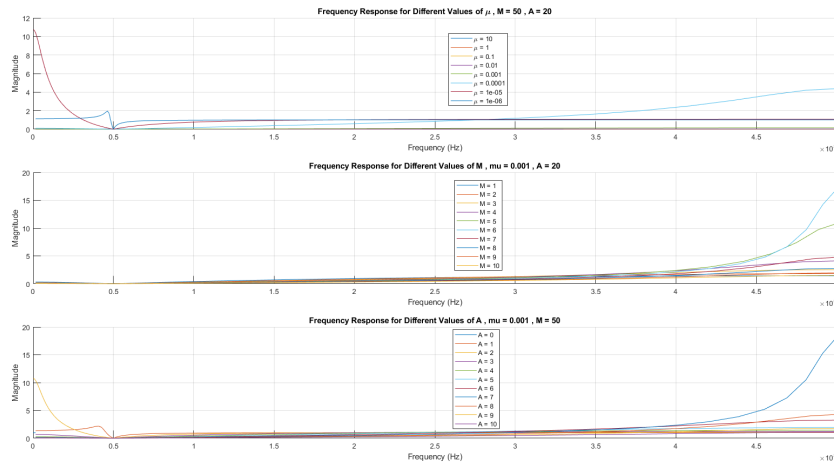 Frequency Response for Different Values of μ , M = 50 , A = 20
12
10
8
6
4
2
0
Magnitude
μ = 10
μ = 1
μ = 0.1
μ = 0.01
μ = 0.001
μ = 0.0001
μ = 1e-05
μ = 1e-06
0 0.5 1 1.5 2 2.5 3 3.5 4 4.5
Frequency (Hz)
Frequency Response for Different Values of M , mu = 0.001 , A = 20
20
15
10
5
0
Magnitude
M = 1
M = 2
M = 3
M = 4
M = 5
M = 6
M = 7
M = 8
M = 9
M = 10
0 0.5 1 1.5 2 2.5 3 3.5 4 4.5
Frequency (Hz)
Frequency Response for Different Values of A , mu = 0.001 , M = 50
20
15
10
5
0
Magnitude
A = 0
A = 1
A = 2
A = 3
A = 4
A = 5
A = 6
A = 7
A = 8
A = 9
A = 10
0 0.5 1 1.5 2 2.5 3 3.5 4 4.5
Frequency (Hz)